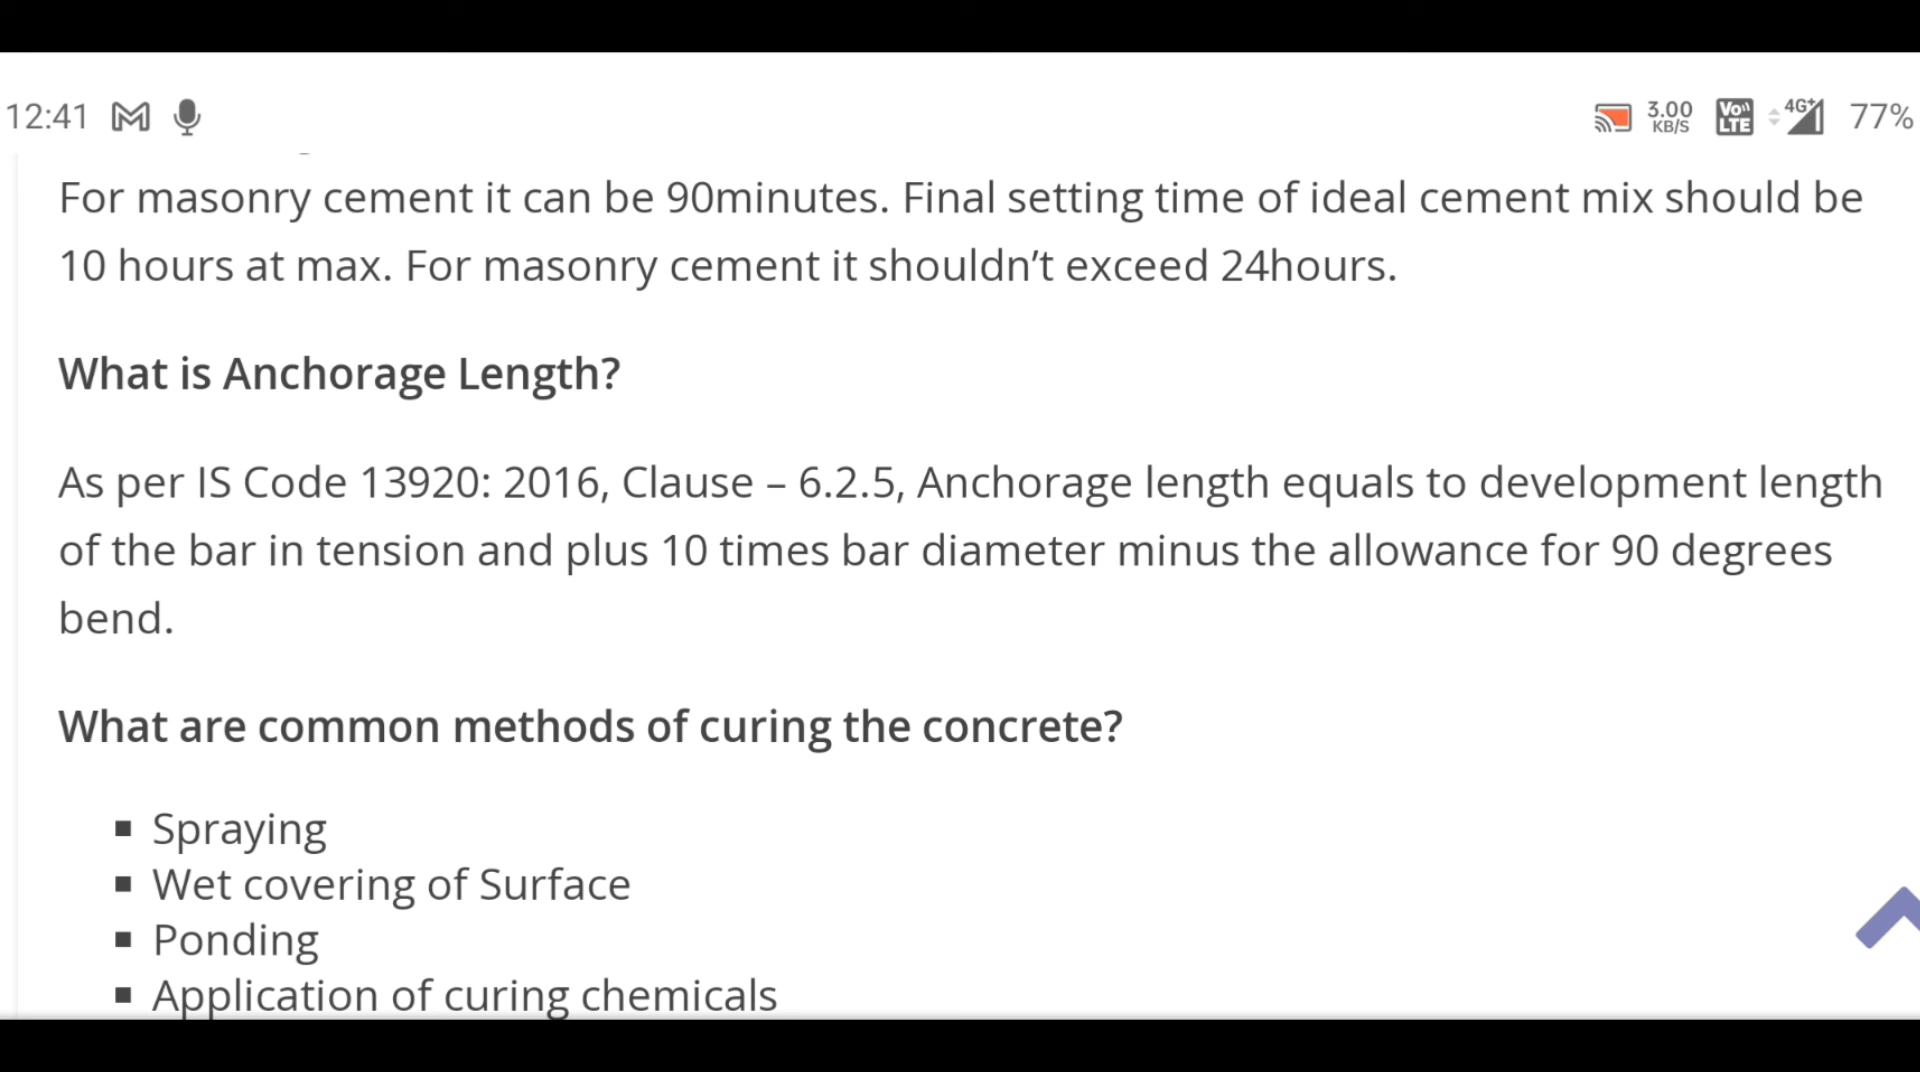 12:41 3.00 KB/S VoLTE 4G+ 77%
For masonry cement it can be 90minutes. Final setting time of ideal cement mix should be
10 hours at max. For masonry cement it shouldn’t exceed 24hours.
What is Anchorage Length?
As per IS Code 13920: 2016, Clause – 6.2.5, Anchorage length equals to development length
of the bar in tension and plus 10 times bar diameter minus the allowance for 90 degrees
bend.
What are common methods of curing the concrete?
▪ Spraying
▪ Wet covering of Surface
▪ Ponding
▪ Application of curing chemicals